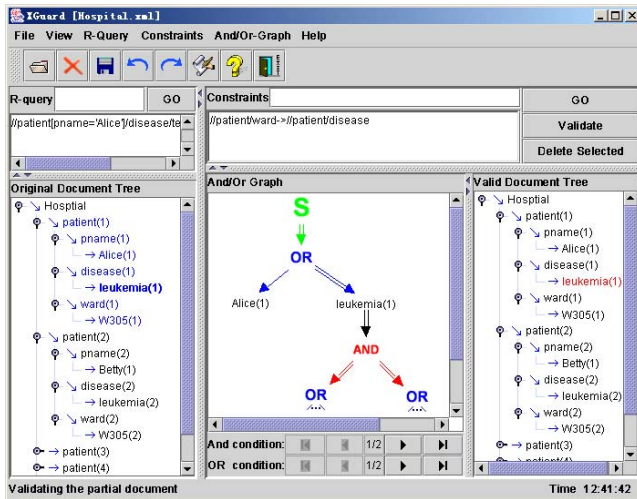 XGuard [Hospital.xml]
File View R-Query Constraints And/Or-Graph Help
R-query GO
//patient[pname='Alice']/disease/te
Constraints GO
//patient/ward->//patient/disease
Validate
Delete Selected
Original Document Tree
Hosptial
patient(1)
pname(1)
Alice(1)
disease(1)
leukemia(1)
ward(1)
W305(1)
patient(2)
pname(2)
Betty(1)
disease(2)
leukemia(2)
ward(2)
W305(2)
patient(3)
patient(4)
And/Or Graph
S
OR
Alice(1) leukemia(1)
AND
OR OR
/...\ /...\
And condition: 1/2
OR condition: 1/2
Valid Document Tree
Hosptial
patient(1)
pname(1)
Alice(1)
disease(1)
leukemia(1)
ward(1)
W305(1)
patient(2)
pname(2)
Betty(1)
disease(2)
leukemia(2)
ward(2)
W305(2)
patient(3)
patient(4)
Validating the partial document Time 12:41:42